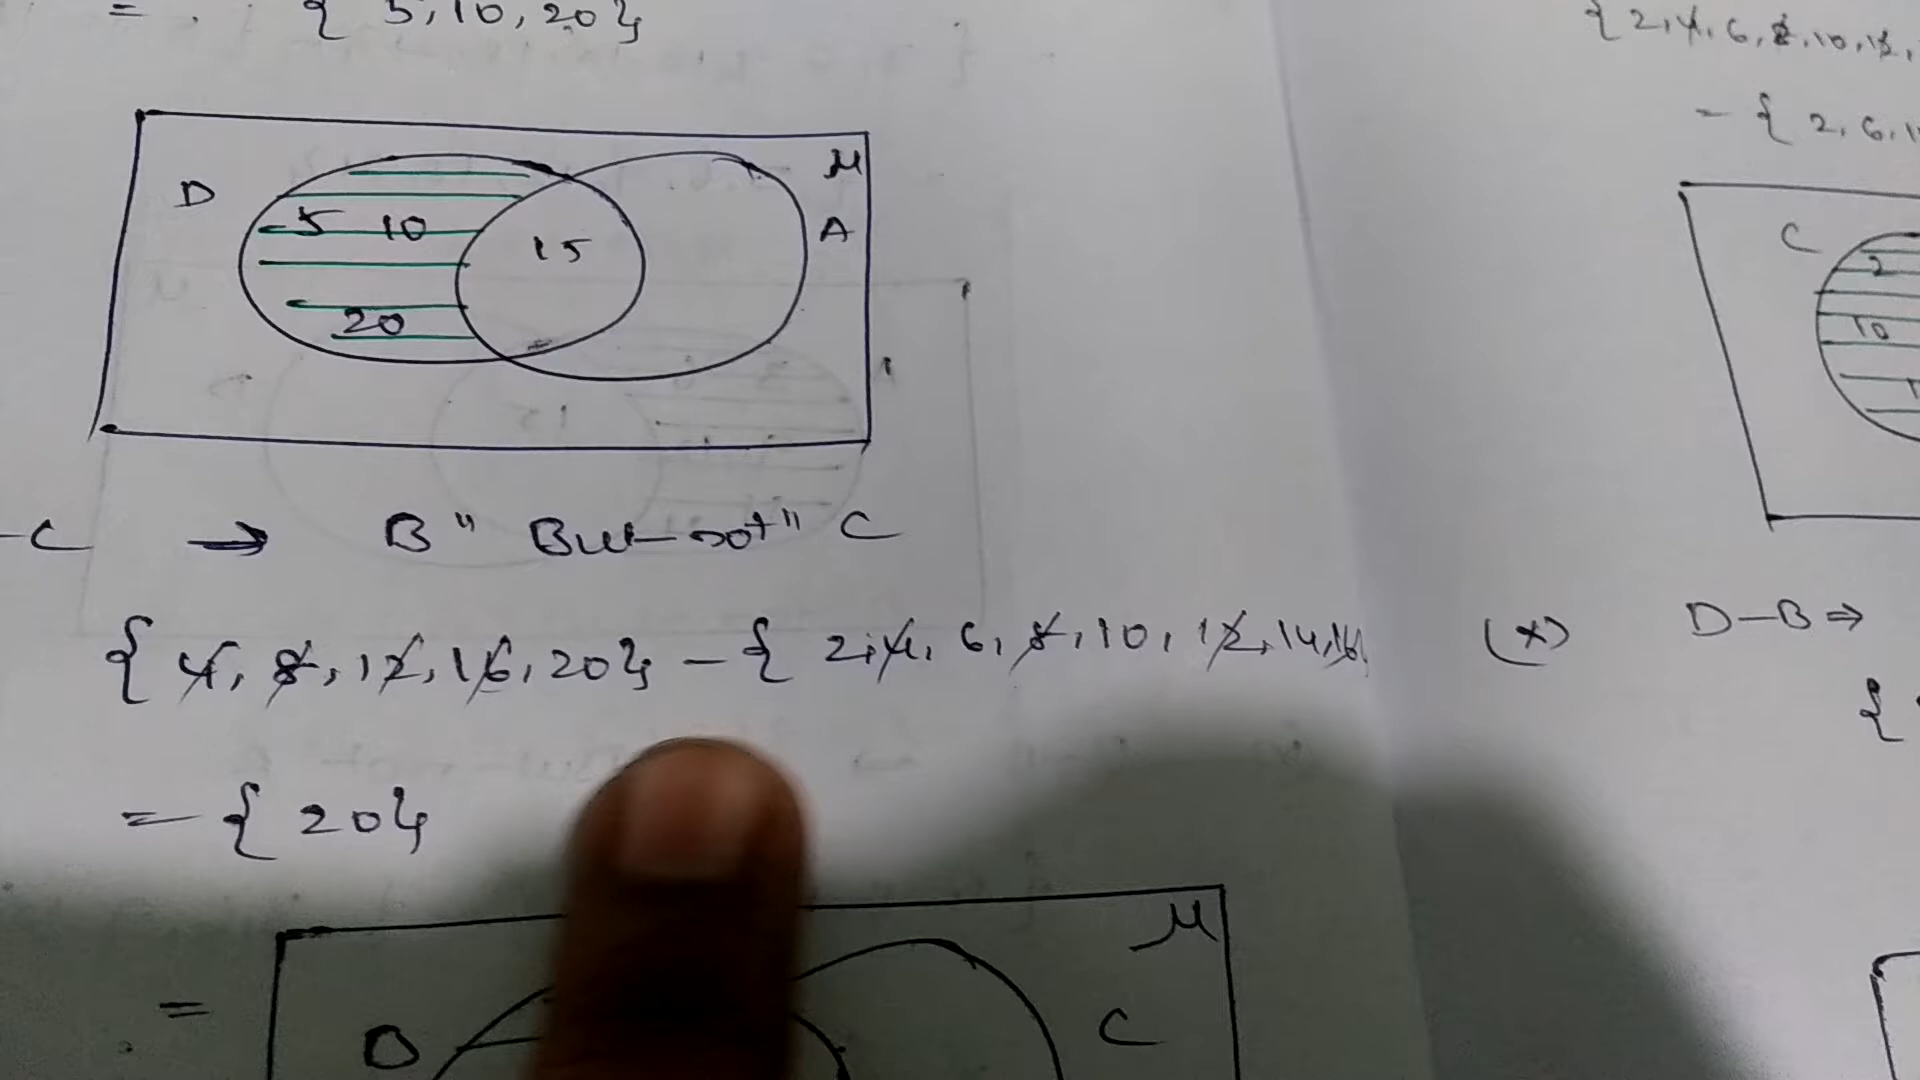 = { 5, 10, 20}
D 5 10 15 20 A μ
-C → B " But not" C
{ 4, 8, 12, 16, 20} - { 2, 4, 6, 8, 10, 12, 14, 16
= { 20}
=
μ
C
{ 2, 4, 6, 8, 10, 12,
= { 2, 6, 1
C
2
10
(x) D-B ⇒
{